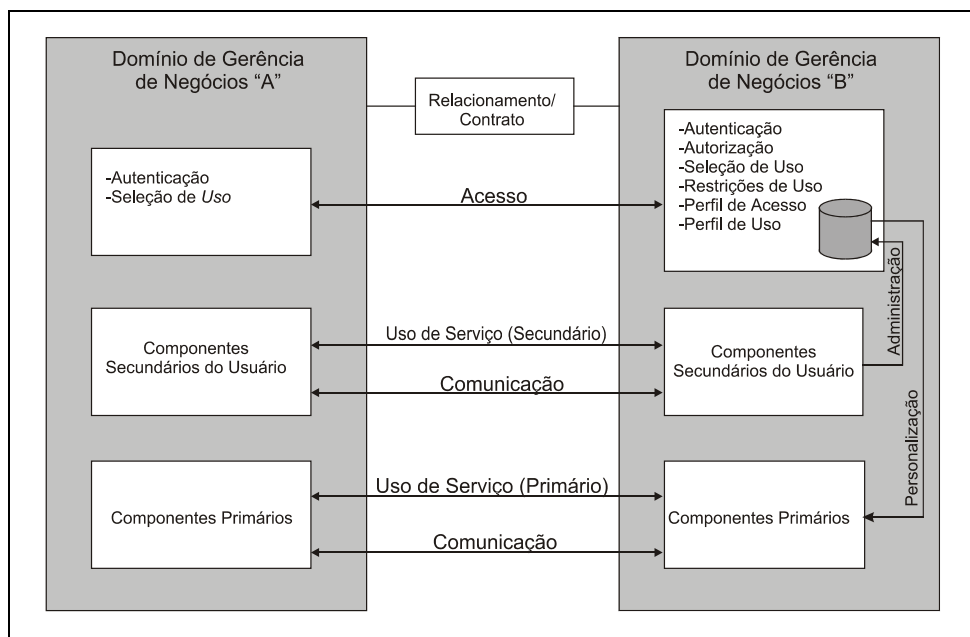 Domínio de Gerência
de Negócios “A”
Domínio de Gerência
de Negócios “B”
Relacionamento/
Contrato
-Autenticação
-Seleção de Uso
Acesso
-Autenticação
-Autorização
-Seleção de Uso
-Restrições de Uso
-Perfil de Acesso
-Perfil de Uso
Administração
Personalização
Componentes
Secundários do Usuário
Uso de Serviço (Secundário)
Comunicação
Componentes
Secundários do Usuário
Componentes Primários
Uso de Serviço (Primário)
Comunicação
Componentes Primários